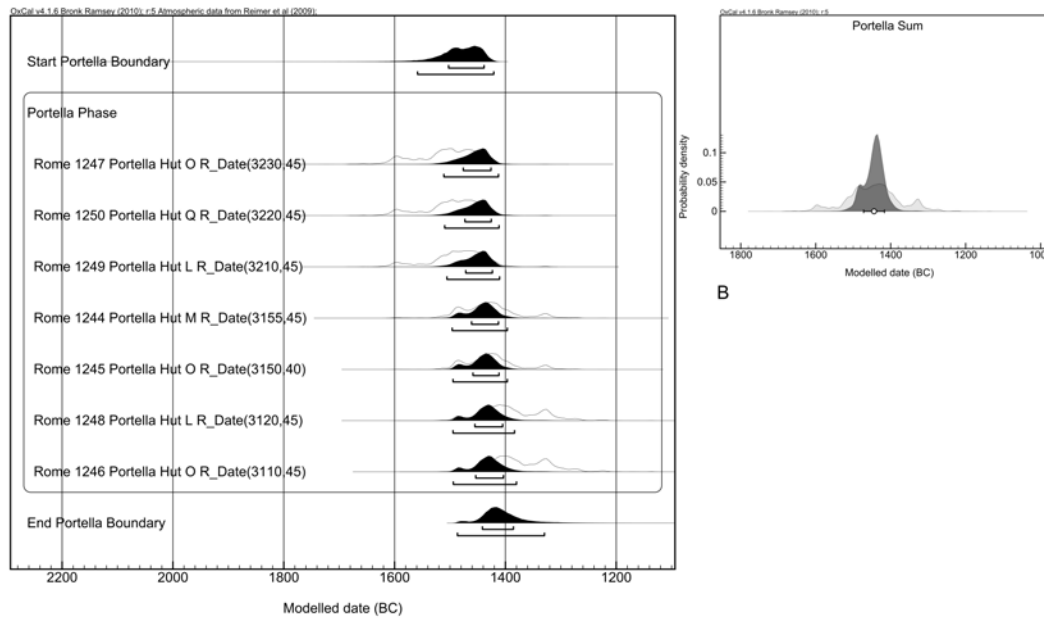 OxCal v4.1.6 Bronk Ramsey (2010); r:5 Atmospheric data from Reimer et al (2009);
Start Portella Boundary
Portella Phase
Rome 1247 Portella Hut O R_Date(3230,45)
Rome 1250 Portella Hut Q R_Date(3220,45)
Rome 1249 Portella Hut L R_Date(3210,45)
Rome 1244 Portella Hut M R_Date(3155,45)
Rome 1245 Portella Hut O R_Date(3150,40)
Rome 1248 Portella Hut L R_Date(3120,45)
Rome 1246 Portella Hut O R_Date(3110,45)
End Portella Boundary
2200 2000 1800 1600 1400 1200
Modelled date (BC)
OxCal v4.1.6 Bronk Ramsey (2010); r:5
Portella Sum
Probability density
0.1
0.05
0
1800 1600 1400 1200 100
Modelled date (BC)
B